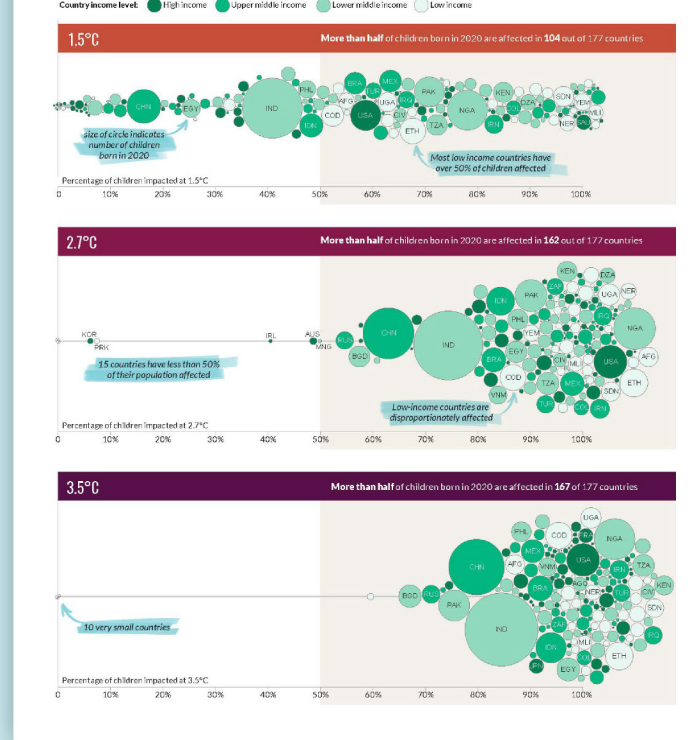 Country income level: High income Upper middle income Lower middle income Low income
1.5°C
More than half of children born in 2020 are affected in 104 out of 177 countries
CHN
EGY
IND
PHL
IDN
COD
AFG
BRA
TUR
USA
UGA
MEX
IRQ
CIV
ETH
PAK
TZA
NGA
KEN
IRN
COL
DZA
SDN
NER
YEM
MLI
SAU
size of circle indicates
number of children
born in 2020
Most low income countries have
over 50% of children affected
Percentage of children impacted at 1.5°C
0 10% 20% 30% 40% 50% 60% 70% 80% 90% 100%
2.7°C
More than half of children born in 2020 are affected in 162 out of 177 countries
KOR
PRK
IRL
AUS
MNG
RUS
BGD
CHN
IND
IDN
PHL
BRA
VNM
PAK
YEM
EGY
COD
KEN
ZAF
TZA
TUR
CIV
MLI
MEX
COL
IRN
DZA
UGA
IRQ
USA
SDN
NER
NGA
AFG
ETH
15 countries have less than 50%
of their population affected
Low-income countries are
disproportionately affected
Percentage of children impacted at 2.7°C
0 10% 20% 30% 40% 50% 60% 70% 80% 90% 100%
3.5°C
More than half of children born in 2020 are affected in 167 of 177 countries
BGD
RUS
PAK
CHN
IND
PHL
MEX
AFG
BRA
VNM
COD
UGA
FRA
USA
AGO
NER
NGA
IRN
TUR
TZA
KEN
CIV
SDN
IRQ
ZAF
IDN
MLI
COL
ETH
EGY
JPN
10 very small countries
Percentage of children impacted at 3.5°C
0 10% 20% 30% 40% 50% 60% 70% 80% 90% 100%